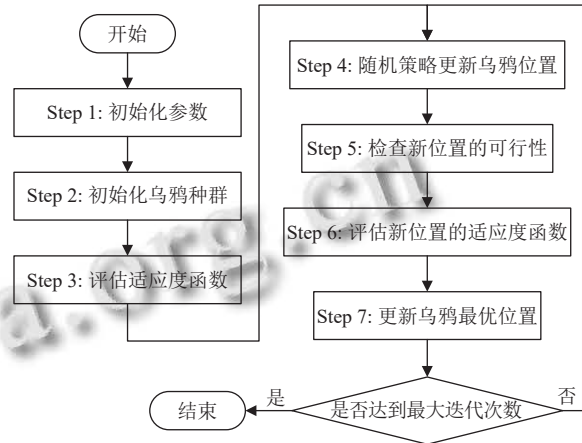 开始
Step 1: 初始化参数
Step 2: 初始化乌鸦种群
Step 3: 评估适应度函数
Step 4: 随机策略更新乌鸦位置
Step 5: 检查新位置的可行性
Step 6: 评估新位置的适应度函数
Step 7: 更新乌鸦最优位置
是否达到最大迭代次数
是
否
结束
a.org.cn